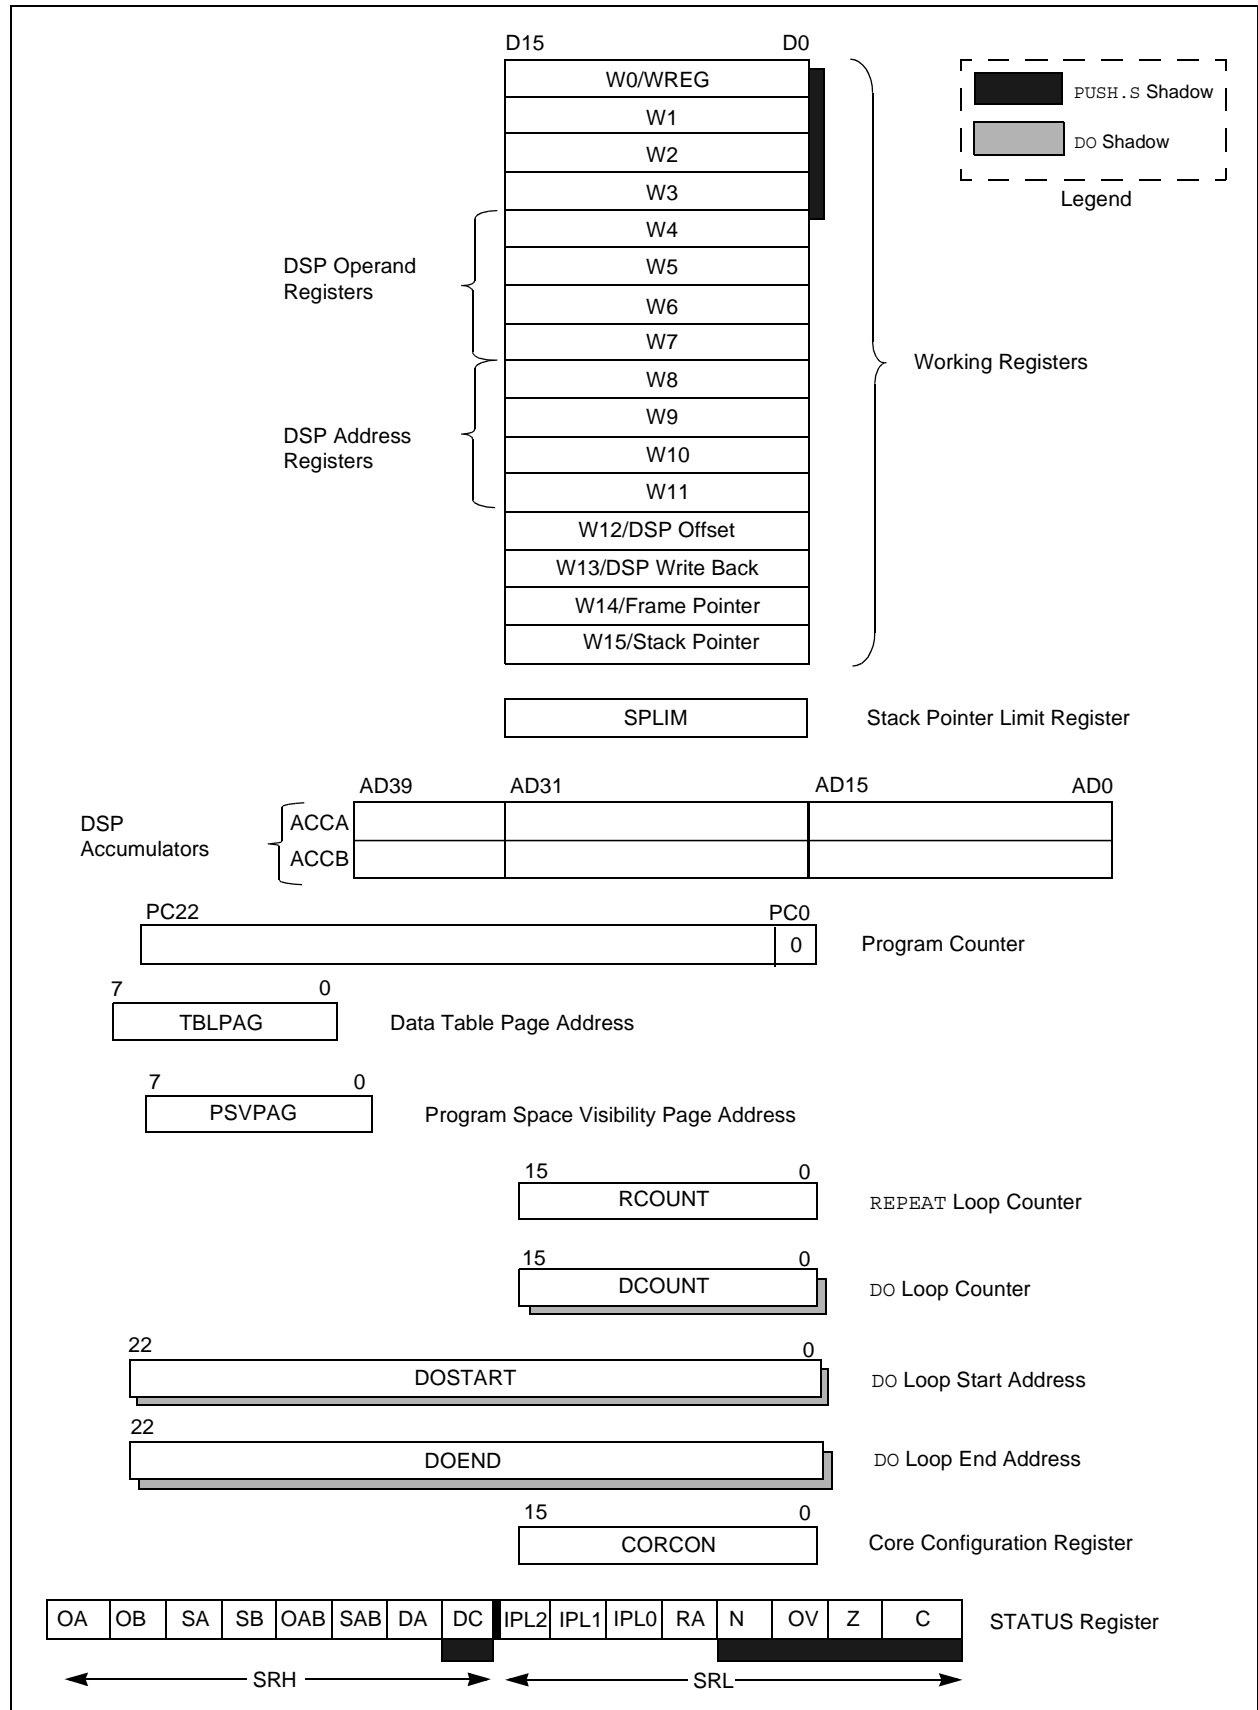 D15 D0
W0/WREG
W1
W2
W3
W4
W5
W6
W7
W8
W9
W10
W11
W12/DSP Offset
W13/DSP Write Back
W14/Frame Pointer
W15/Stack Pointer
PUSH.S Shadow
DO Shadow
Legend
DSP Operand
Registers
DSP Address
Registers
Working Registers
SPLIM Stack Pointer Limit Register
AD39 AD31 AD15 AD0
DSP
Accumulators
ACCA
ACCB
PC22 PC0
0 Program Counter
7 0
TBLPAG Data Table Page Address
7 0
PSVPAG Program Space Visibility Page Address
15 0
RCOUNT REPEAT Loop Counter
15 0
DCOUNT DO Loop Counter
22 0
DOSTART DO Loop Start Address
22
DOEND DO Loop End Address
15 0
CORCON Core Configuration Register
OA OB SA SB OAB SAB DA DC IPL2 IPL1 IPL0 RA N OV Z C STATUS Register
SRH SRL